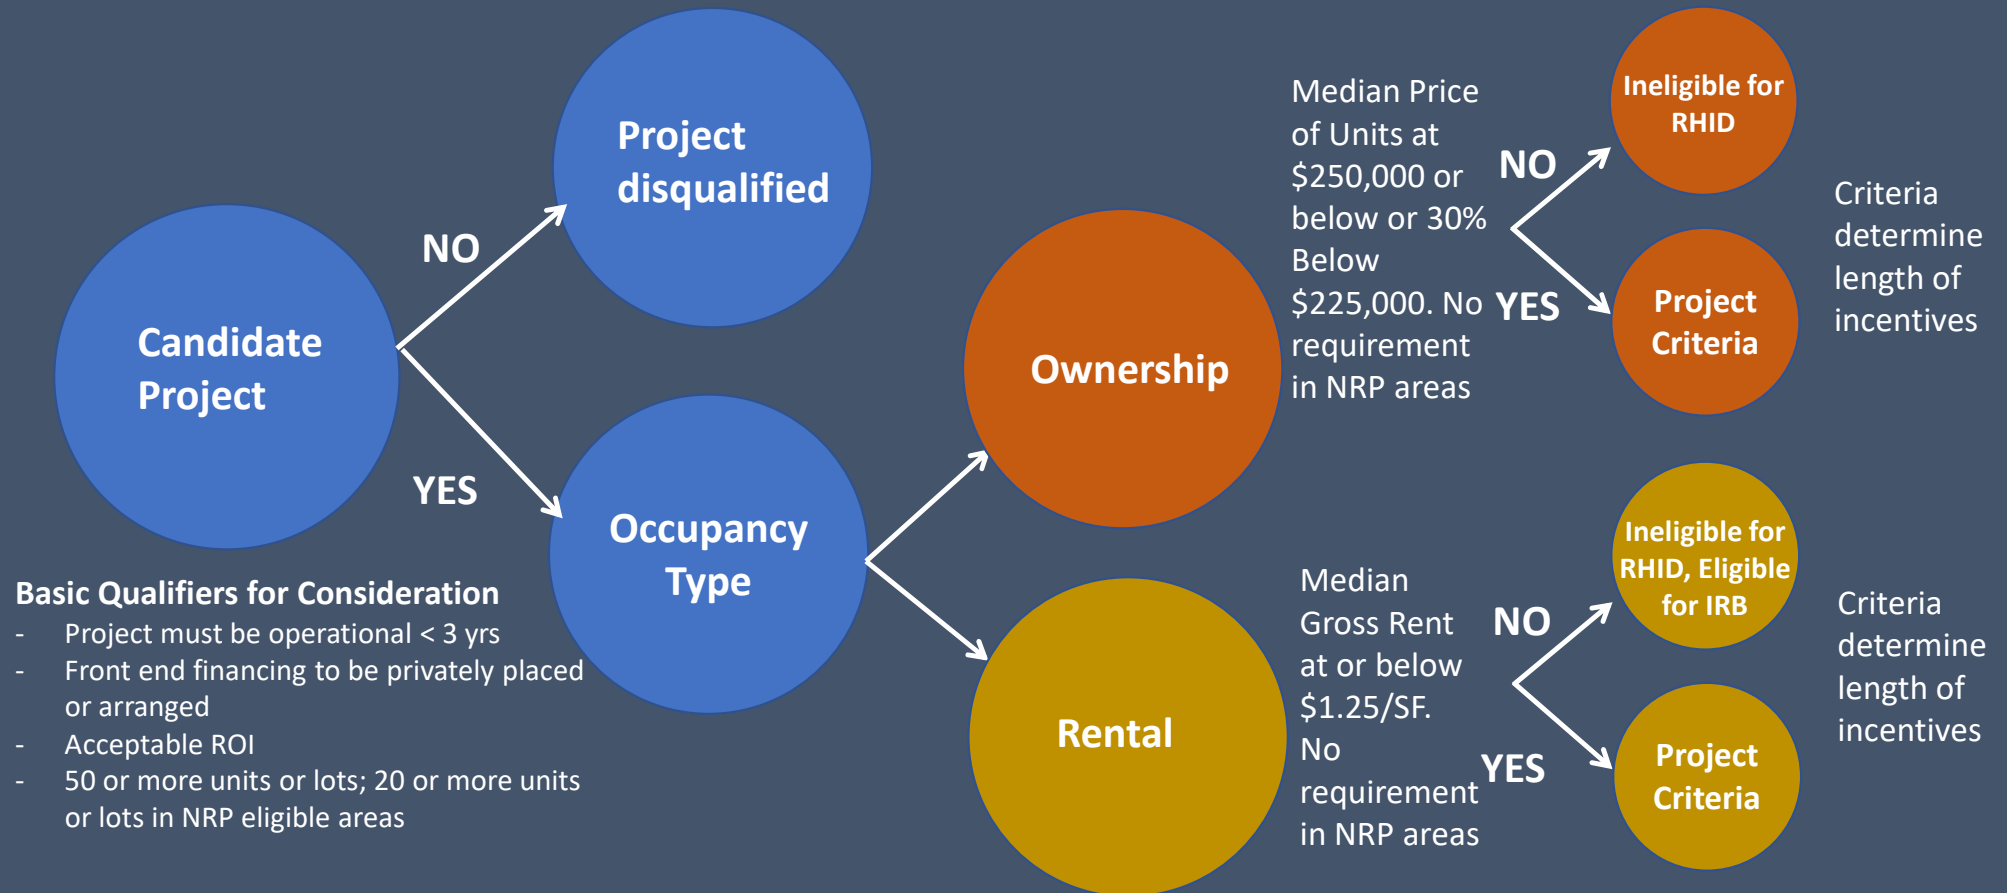 Candidate
Project
Basic Qualifiers for Consideration
- Project must be operational < 3 yrs
- Front end financing to be privately placed
or arranged
- Acceptable ROI
- 50 or more units or lots; 20 or more units
or lots in NRP eligible areas
NO
YES
Project
disqualified
Occupancy
Type
Ownership
Median Price
of Units at
$250,000 or
below or 30%
Below
$225,000. No
requirement
in NRP areas
NO
YES
Ineligible for
RHID
Project
Criteria
Criteria
determine
length of
incentives
Rental
Median
Gross Rent
at or below
$1.25/SF.
No
requirement
in NRP areas
NO
YES
Ineligible for
RHID, Eligible
for IRB
Project
Criteria
Criteria
determine
length of
incentives